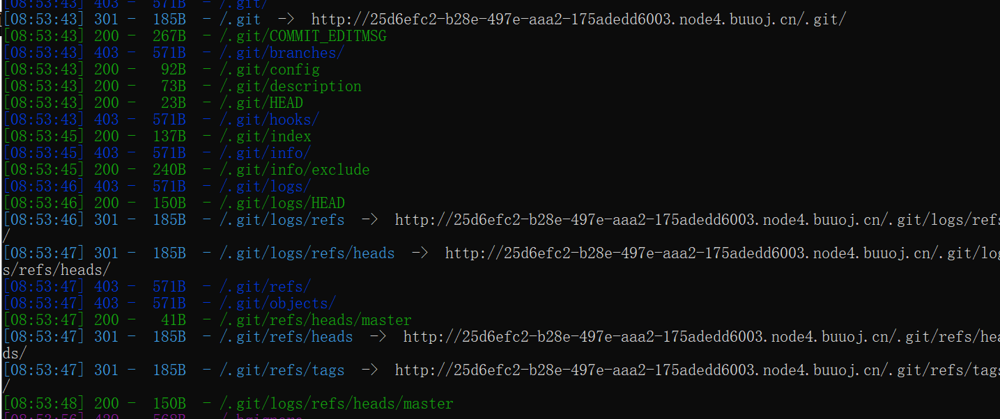 [08:53:43] 403 -  571B  - /.git/
[08:53:43] 301 -  185B  - /.git  ->  http://25d6efc2-b28e-497e-aaa2-175adedd6003.node4.buuoj.cn/.git/
[08:53:43] 200 -  267B  - /.git/COMMIT_EDITMSG
[08:53:43] 403 -  571B  - /.git/branches/
[08:53:43] 200 -   92B  - /.git/config
[08:53:43] 200 -   73B  - /.git/description
[08:53:43] 200 -   23B  - /.git/HEAD
[08:53:43] 403 -  571B  - /.git/hooks/
[08:53:45] 200 -  137B  - /.git/index
[08:53:45] 403 -  571B  - /.git/info/
[08:53:45] 200 -  240B  - /.git/info/exclude
[08:53:46] 403 -  571B  - /.git/logs/
[08:53:46] 200 -  150B  - /.git/logs/HEAD
[08:53:46] 301 -  185B  - /.git/logs/refs  ->  http://25d6efc2-b28e-497e-aaa2-175adedd6003.node4.buuoj.cn/.git/logs/refs
/
[08:53:47] 301 -  185B  - /.git/logs/refs/heads  ->  http://25d6efc2-b28e-497e-aaa2-175adedd6003.node4.buuoj.cn/.git/log
s/refs/heads/
[08:53:47] 403 -  571B  - /.git/refs/
[08:53:47] 403 -  571B  - /.git/objects/
[08:53:47] 200 -   41B  - /.git/refs/heads/master
[08:53:47] 301 -  185B  - /.git/refs/heads  ->  http://25d6efc2-b28e-497e-aaa2-175adedd6003.node4.buuoj.cn/.git/refs/hea
ds/
[08:53:47] 301 -  185B  - /.git/refs/tags  ->  http://25d6efc2-b28e-497e-aaa2-175adedd6003.node4.buuoj.cn/.git/refs/tags
/
[08:53:48] 200 -  150B  - /.git/logs/refs/heads/master
[08:53:56] 429 -  568B  - /.hgignore